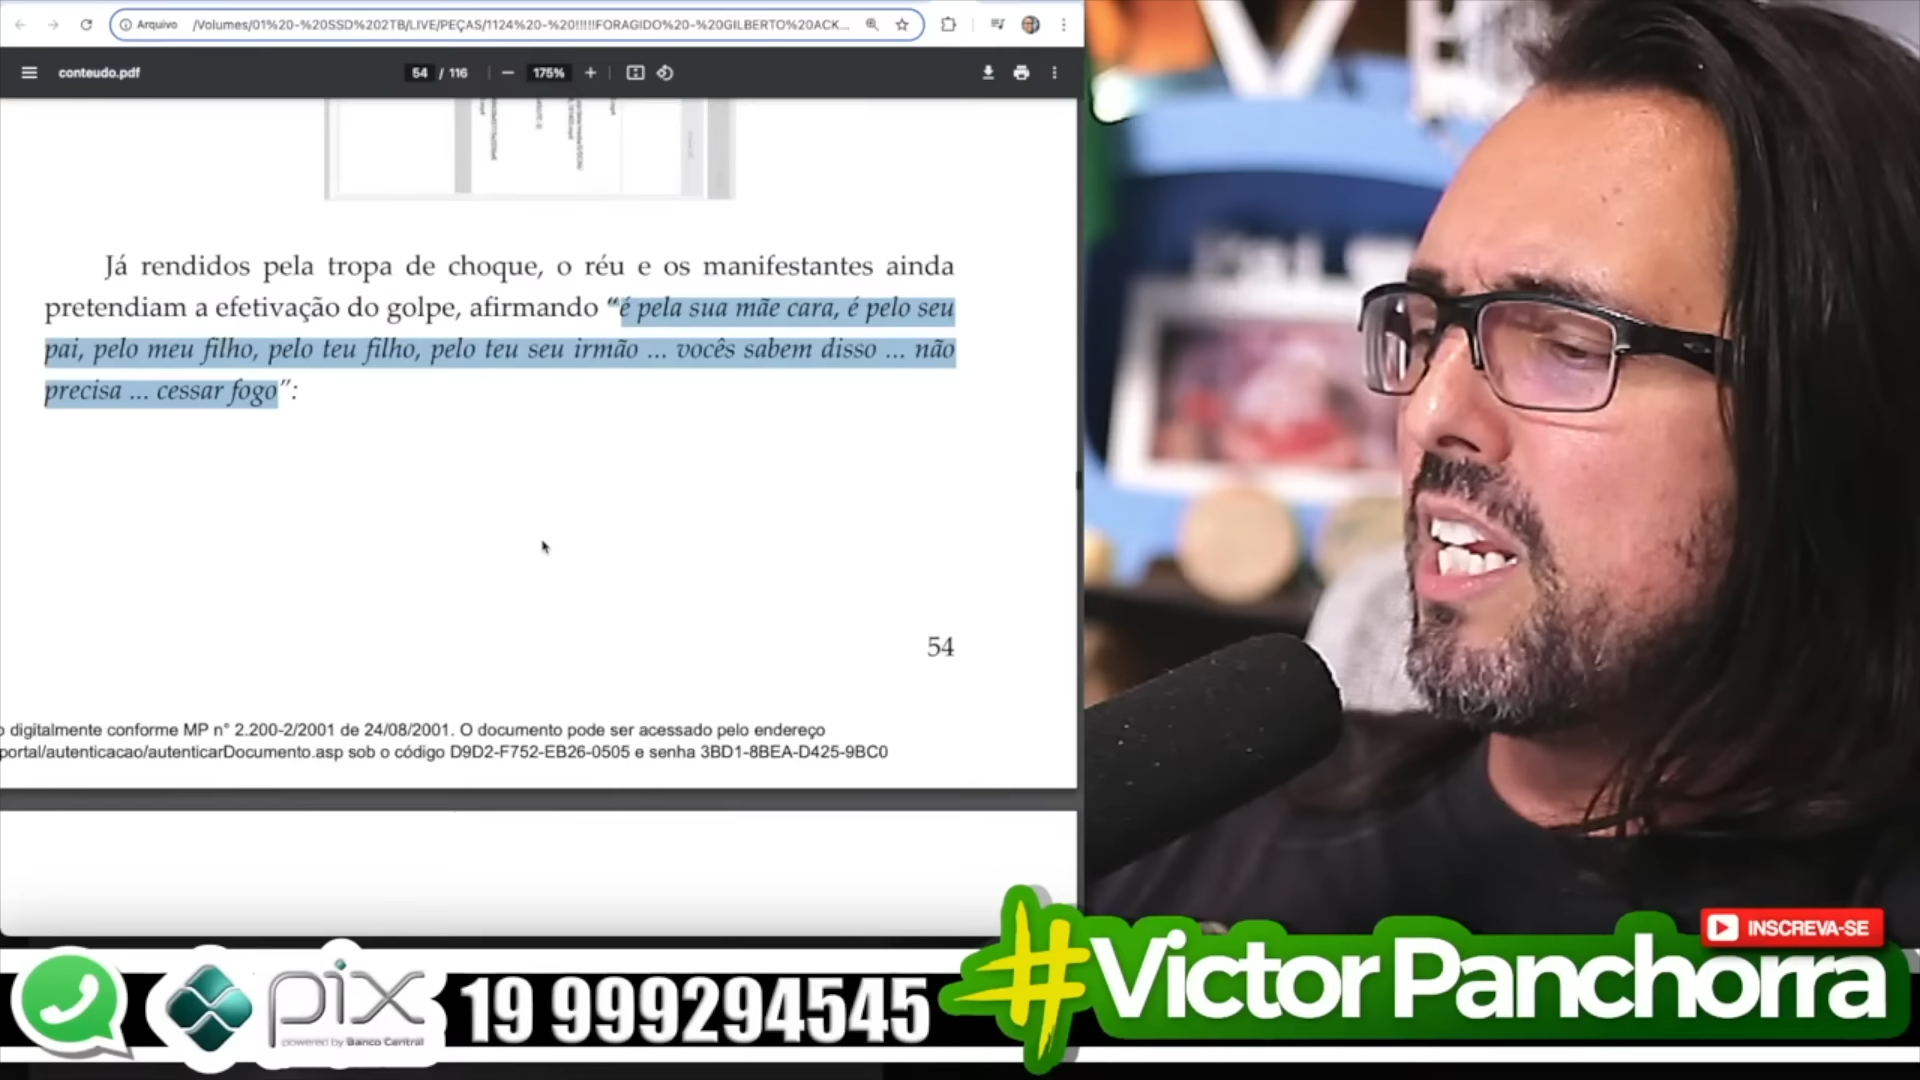 Arquivo /Volumes/01%20-%20SSD%202TB/LIVE/PEÇAS/1124%20-%20!!!!!FORAGIDO%20-%20GILBERTO%20ACK...
conteudo.pdf 54 / 116 175%
Já rendidos pela tropa de choque, o réu e os manifestantes ainda
pretendiam a efetivação do golpe, afirmando “é pela sua mãe cara, é pelo seu
pai, pelo meu filho, pelo teu filho, pelo teu seu irmão ... vocês sabem disso ... não
precisa ... cessar fogo”:
54
o digitalmente conforme MP n° 2.200-2/2001 de 24/08/2001. O documento pode ser acessado pelo endereço
portal/autenticacao/autenticarDocumento.asp sob o código D9D2-F752-EB26-0505 e senha 3BD1-8BEA-D425-9BC0
INSCREVA-SE
pix
powered by Banco Central
19 999294545
#Victor Panchorra